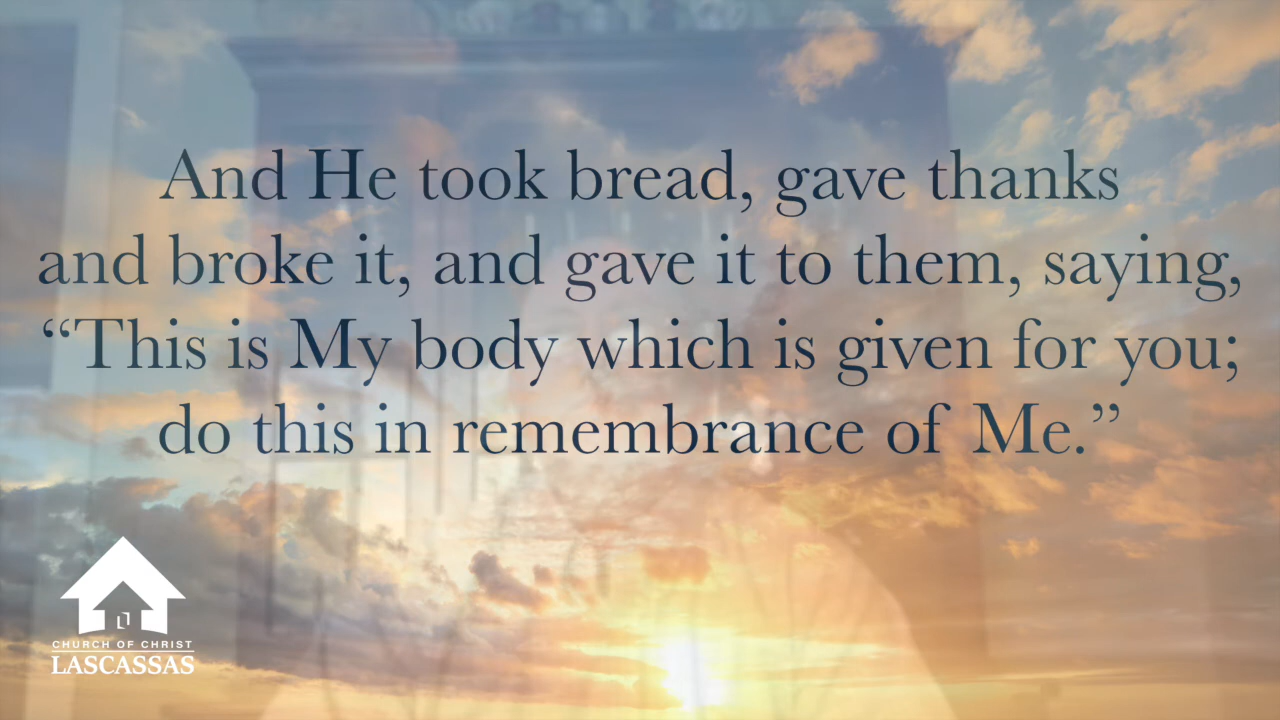 And He took bread, gave thanks
and broke it, and gave it to them, saying,
“This is My body which is given for you;
do this in remembrance of Me.”
CHURCH OF CHRIST
LASCASSAS